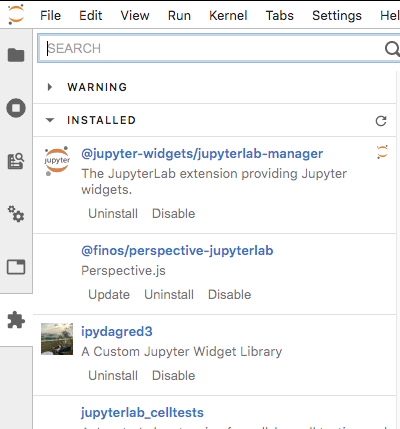 File Edit View Run Kernel Tabs Settings Hel
SEARCH
WARNING
INSTALLED
@jupyter-widgets/jupyterlab-manager
jupyter
The JupyterLab extension providing Jupyter
widgets.
Uninstall Disable
@finos/perspective-jupyterlab
Perspective.js
Update Uninstall Disable
ipydagred3
A Custom Jupyter Widget Library
Uninstall Disable
jupyterlab_celltests